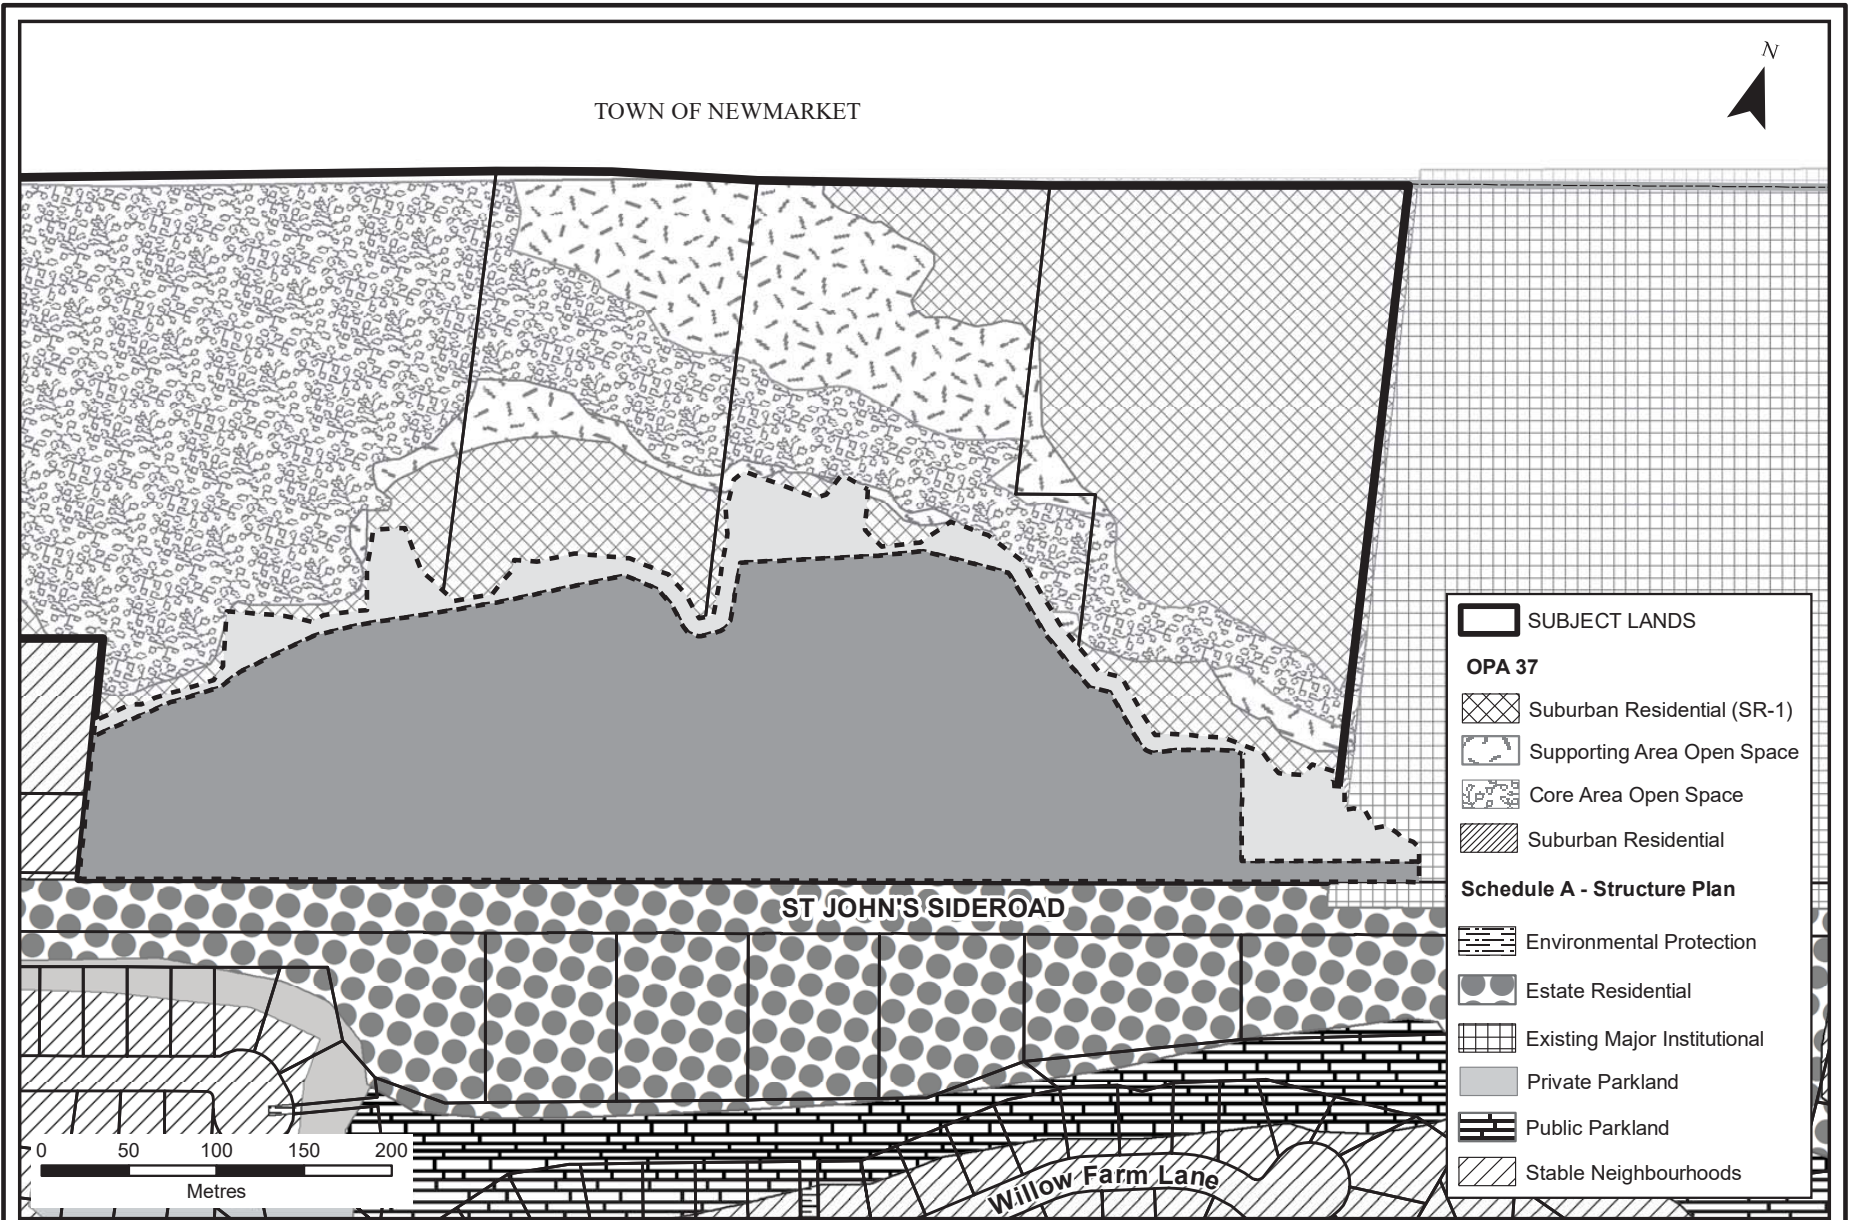 N
TOWN OF NEWMARKET
SUBJECT LANDS
OPA 37
Suburban Residential (SR-1)
Supporting Area Open Space
Core Area Open Space
Suburban Residential
Schedule A - Structure Plan
Environmental Protection
Estate Residential
Existing Major Institutional
Private Parkland
Public Parkland
Stable Neighbourhoods
ST JOHN'S SIDEROAD
Willow Farm Lane
0 50 100 150 200
Metres